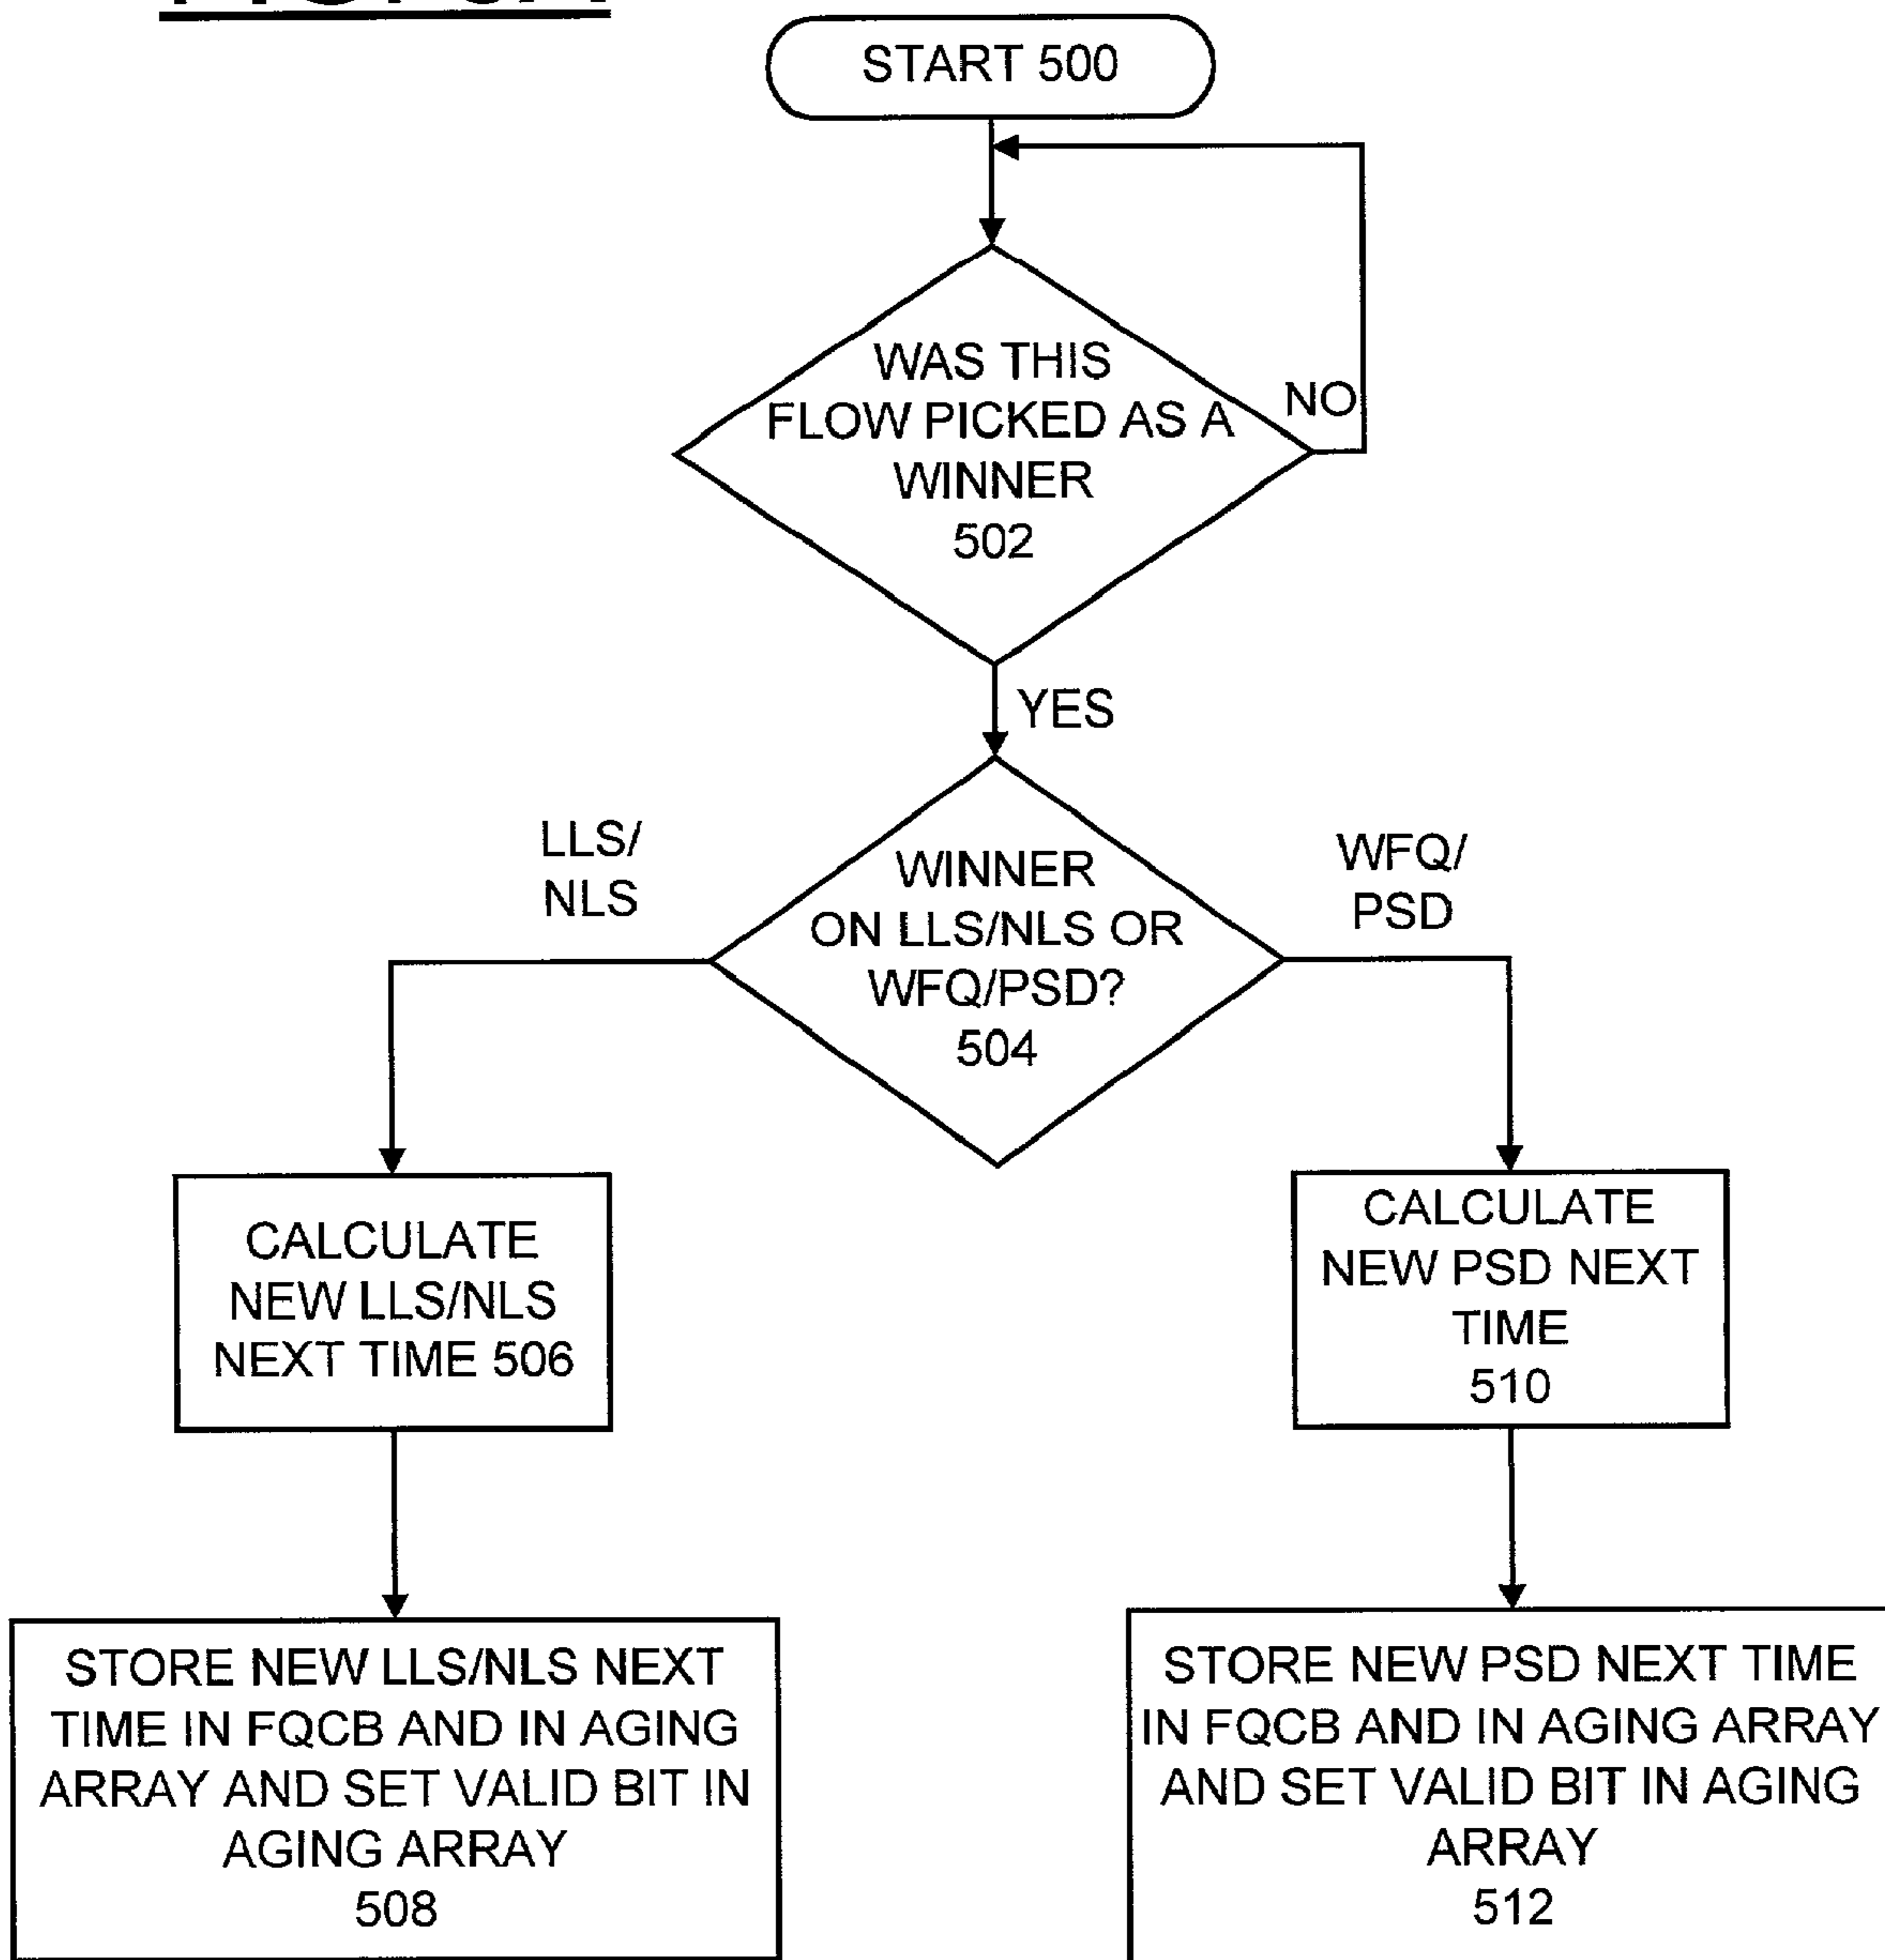 START 500
WAS THIS
FLOW PICKED AS A
WINNER
502
NO
YES
LLS/
NLS
WINNER
ON LLS/NLS OR
WFQ/PSD?
504
WFQ/
PSD
CALCULATE
NEW LLS/NLS
NEXT TIME 506
CALCULATE
NEW PSD NEXT
TIME
510
STORE NEW LLS/NLS NEXT
TIME IN FQCB AND IN AGING
ARRAY AND SET VALID BIT IN
AGING ARRAY
508
STORE NEW PSD NEXT TIME
IN FQCB AND IN AGING ARRAY
AND SET VALID BIT IN AGING
ARRAY
512